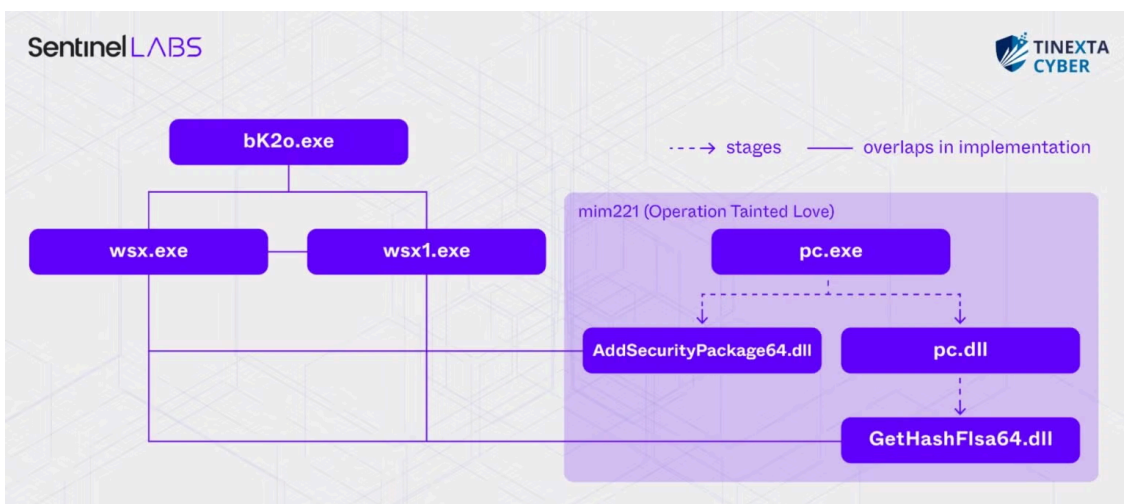 SentinelLABS
TINEXTA
CYBER
bK2o.exe
stages
overlaps in implementation
mim221 (Operation Tainted Love)
wsx.exe
wsx1.exe
pc.exe
AddSecurityPackage64.dll
pc.dll
GetHashFlsa64.dll